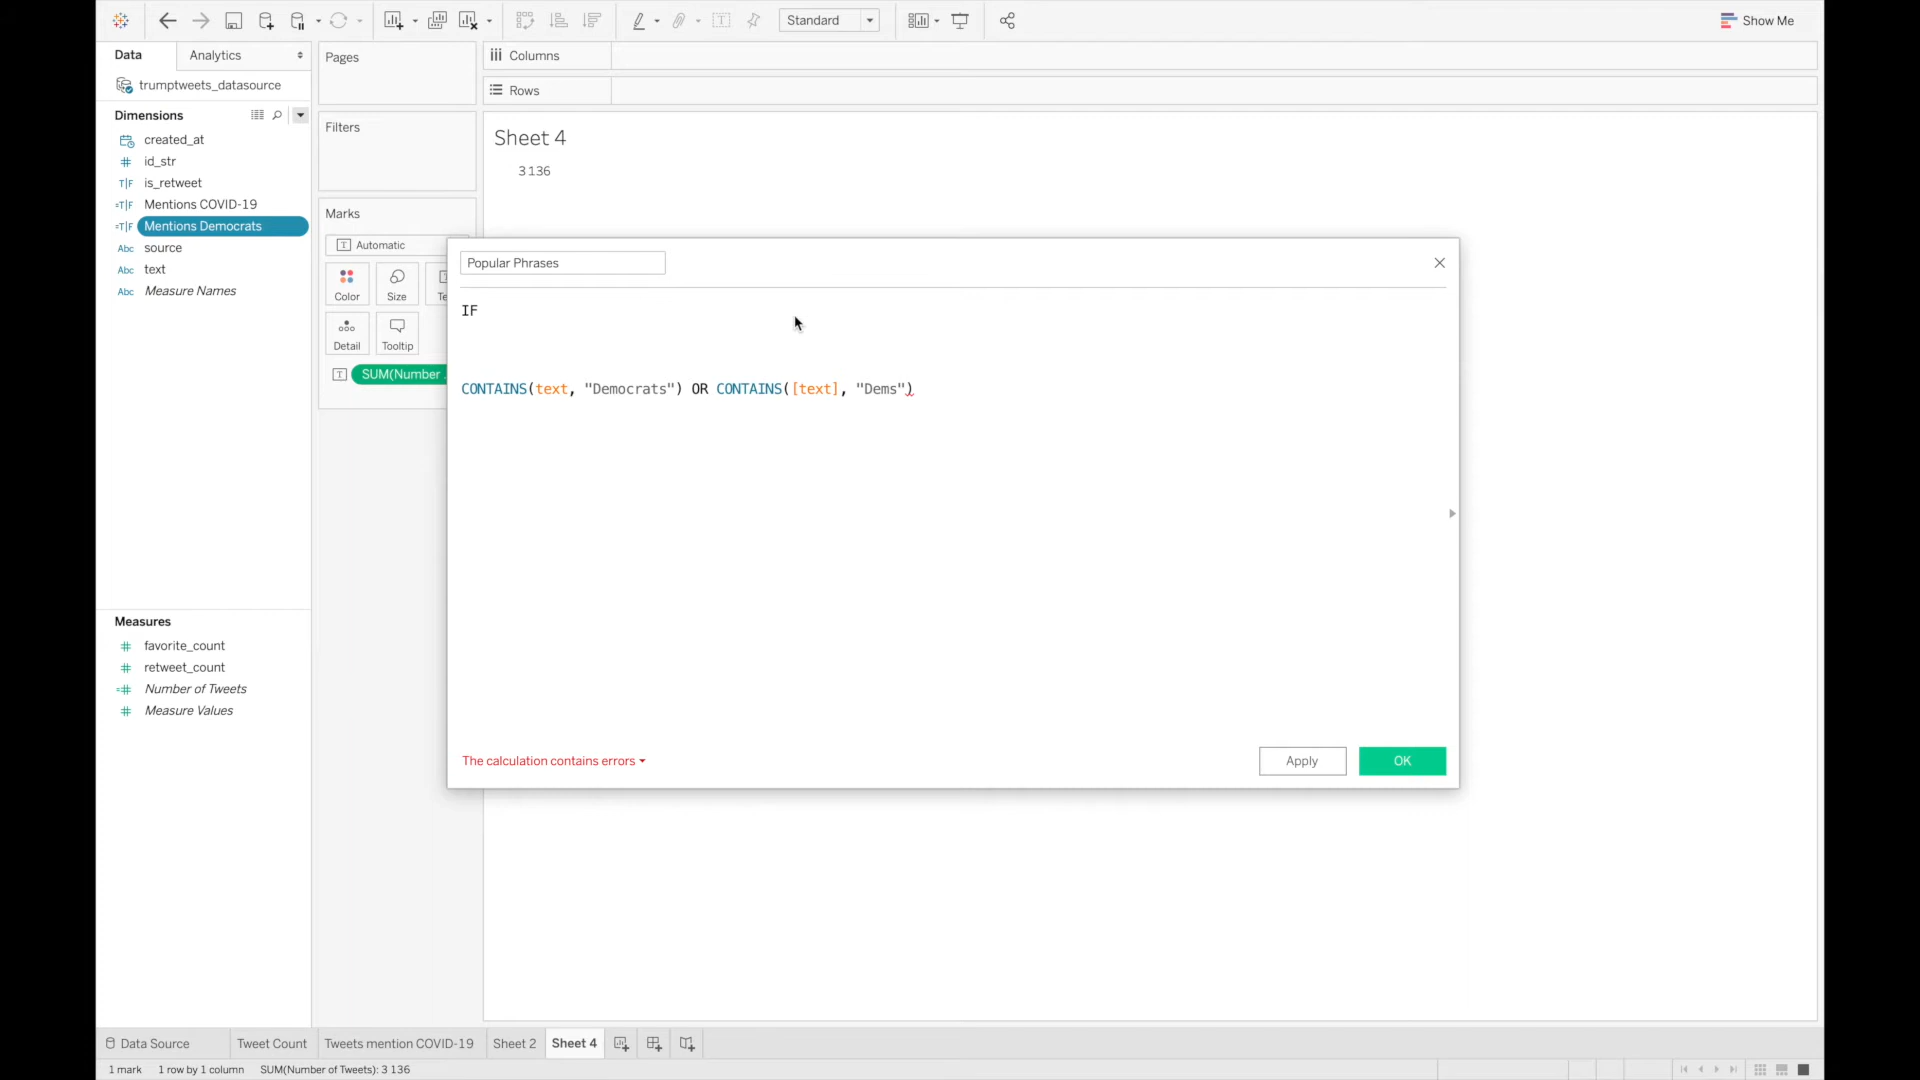 Standard
Show Me
Data
Analytics
Pages
Columns
trumptweets_datasource
Rows
Dimensions
Filters
created_at
id_str
is_retweet
Mentions COVID-19
Mentions Democrats
source
text
Measure Names
Sheet 4
3 136
Marks
Automatic
Color
Size
Te
Detail
Tooltip
SUM(Number .
Popular Phrases
IF
CONTAINS(text, "Democrats") OR CONTAINS([text], "Dems")
The calculation contains errors
Apply
OK
Measures
favorite_count
retweet_count
Number of Tweets
Measure Values
Data Source
Tweet Count
Tweets mention COVID-19
Sheet 2
Sheet 4
1 mark
1 row by 1 column
SUM(Number of Tweets): 3 136